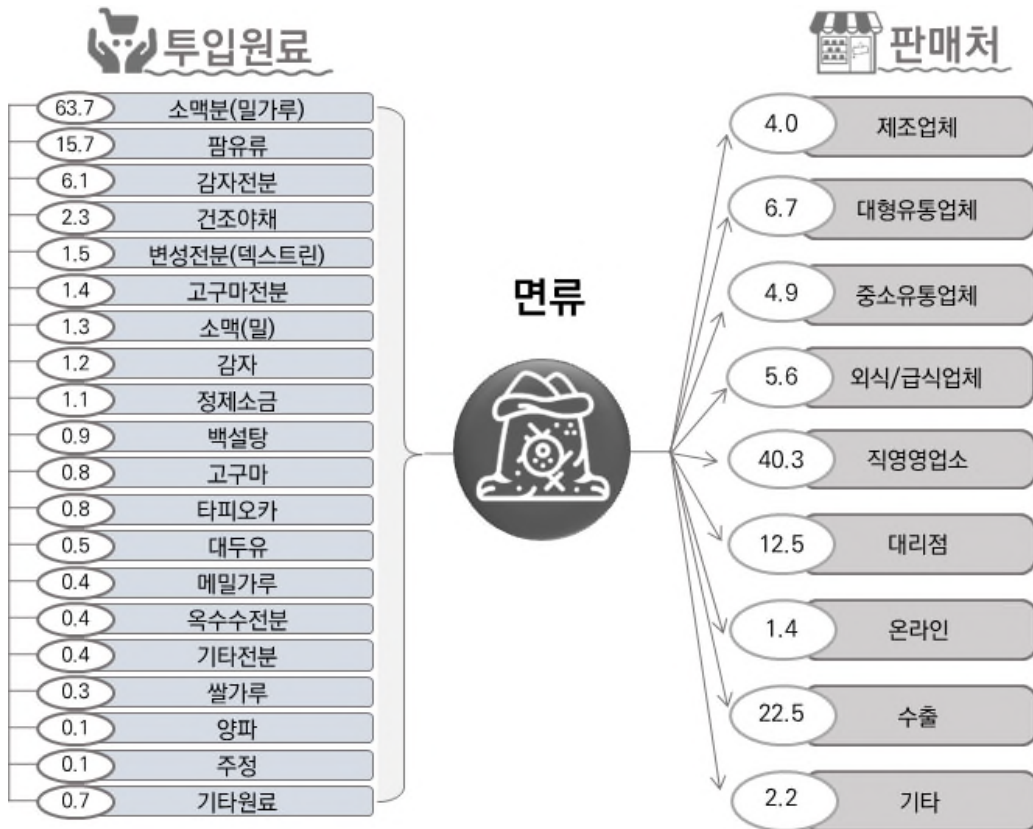 투입원료
63.7 소맥분(밀가루)
15.7 팜유류
6.1 감자전분
2.3 건조야채
1.5 변성전분(덱스트린)
1.4 고구마전분
1.3 소맥(밀)
1.2 감자
1.1 정제소금
0.9 백설탕
0.8 고구마
0.8 타피오카
0.5 대두유
0.4 메밀가루
0.4 옥수수전분
0.4 기타전분
0.3 쌀가루
0.1 양파
0.1 주정
0.7 기타원료
면류
판매처
4.0 제조업체
6.7 대형유통업체
4.9 중소유통업체
5.6 외식/급식업체
40.3 직영영업소
12.5 대리점
1.4 온라인
22.5 수출
2.2 기타